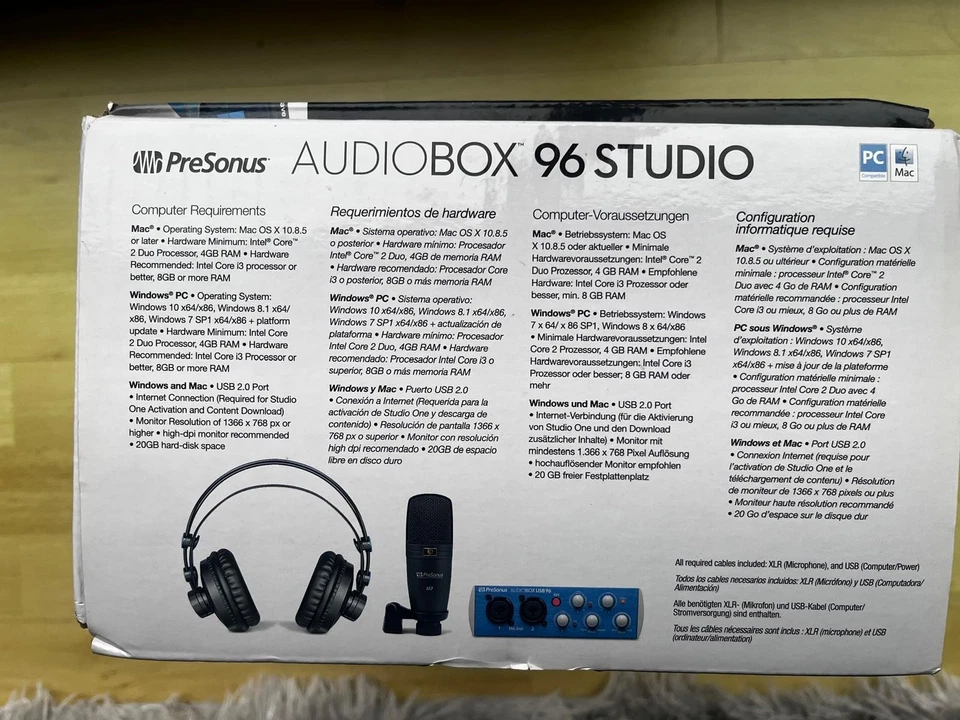 PreSonus AUDIOBOX™ 96 STUDIO
PC
Compatible
Mac
Computer Requirements
Mac® • Operating System: Mac OS X 10.8.5
or later • Hardware Minimum: Intel® Core™
2 Duo Processor, 4GB RAM • Hardware
Recommended: Intel Core i3 processor or
better, 8GB or more RAM
Windows® PC • Operating System:
Windows 10 x64/x86, Windows 8.1 x64/
x86, Windows 7 SP1 x64/x86 + platform
update • Hardware Minimum: Intel Core
2 Duo Processor, 4GB RAM • Hardware
Recommended: Intel Core i3 Processor or
better, 8GB or more RAM
Windows and Mac • USB 2.0 Port
• Internet Connection (Required for Studio
One Activation and Content Download)
• Monitor Resolution of 1366 x 768 px or
higher • high-dpi monitor recommended
• 20GB hard-disk space
Requerimientos de hardware
Mac® • Sistema operativo: Mac OS X 10.8.5
o posterior • Hardware mínimo: Procesador
Intel® Core™ 2 Duo, 4GB de memoria RAM
• Hardware recomendado: Procesador Core
i3 o posterior, 8GB o más memoria RAM
Windows® PC • Sistema operativo:
Windows 10 x64/x86, Windows 8.1 x64/x86,
Windows 7 SP1 x64/x86 + actualización de
plataforma • Hardware mínimo: Procesador
Intel Core 2 Duo, 4GB RAM • Hardware
recomendado: Procesador Intel Core i3 o
superior, 8GB o más memoria RAM
Windows y Mac • Puerto USB 2.0
• Conexión a Internet (Requerida para la
activación de Studio One y descarga de
contenido) • Resolución de pantalla 1366 x
768 px o superior • Monitor con resolución
high dpi recomendado • 20GB de espacio
libre en disco duro
Computer-Voraussetzungen
Mac® • Betriebssystem: Mac OS
X 10.8.5 oder aktueller • Minimale
Hardwarevoraussetzungen: Intel® Core™ 2
Duo Prozessor, 4 GB RAM • Empfohlene
Hardware: Intel Core i3 Prozessor oder
besser, min. 8 GB RAM
Windows® PC • Betriebssystem: Windows
7 x 64/ x 86 SP1, Windows 8 x 64/x86
• Minimale Hardwarevoraussetzungen: Intel
Core 2 Prozessor, 4 GB RAM • Empfohlene
Hardwarevoraussetzungen: Intel Core i3
Prozessor oder besser; 8 GB RAM oder
mehr
Windows und Mac • USB 2.0 Port
• Internet-Verbindung (für die Aktivierung
von Studio One und den Download
zusätzlicher Inhalte) • Monitor mit
mindestens 1.366 x 768 Pixel Auflösung
• hochauflösender Monitor empfohlen
• 20 GB freier Festplattenplatz
Configuration
informatique requise
Mac® • Système d'exploitation : Mac OS X
10.8.5 ou ultérieur • Configuration matérielle
minimale : processeur Intel® Core™ 2
Duo avec 4 Go de RAM • Configuration
matérielle recommandée : processeur Intel
Core i3 ou mieux, 8 Go ou plus de RAM
PC sous Windows® • Système
d'exploitation : Windows 10 x64/x86,
Windows 8.1 x64/x86, Windows 7 SP1
x64/x86 + mise à jour de la plateforme
• Configuration matérielle minimale :
processeur Intel Core 2 Duo avec 4
Go de RAM • Configuration matérielle
recommandée : processeur Intel Core
i3 ou mieux, 8 Go ou plus de RAM
Windows et Mac • Port USB 2.0
• Connexion Internet (requise pour
l'activation de Studio One et le
téléchargement de contenu) • Résolution
de moniteur de 1366 x 768 pixels ou plus
• Moniteur haute résolution recommandé
• 20 Go d'espace sur le disque dur
PreSonus
M7
PreSonus AUDIOBOX USB 96
All required cables included: XLR (Microphone), and USB (Computer/Power)
Todos los cables necesarios incluidos: XLR (Micrófono) y USB (Computadora/
Alimentación)
Alle benötigten XLR- (Mikrofon) und USB-Kabel (Computer/
Stromversorgung) sind enthalten.
Tous les câbles nécessaires sont inclus : XLR (microphone) et USB
(ordinateur/alimentation)